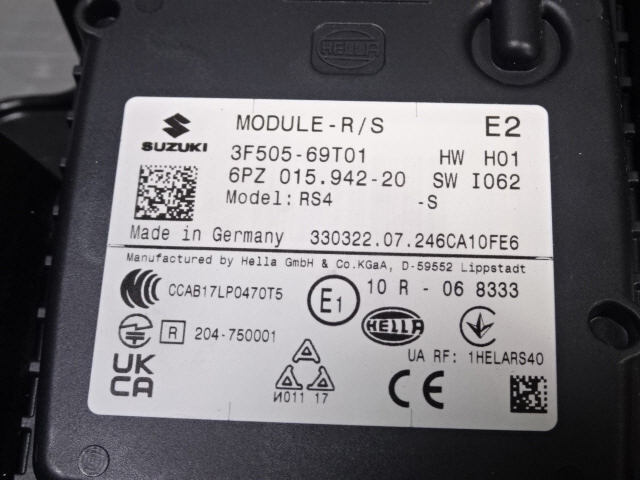 HELLA
SUZUKI
MODULE-R/S E2
3F505-69T01 HW H01
6PZ 015.942-20 SW I062
Model: RS4 -S
Made in Germany 330322.07.246CA10FE6
Manufactured by Hella GmbH & Co.KGaA, D-59552 Lippstadt
CCAB17LP0470T5 E1 10 R - 06 8333
R 204-750001 HELLA
UA RF: 1HELARS40
UK
CA
И011 17
CE